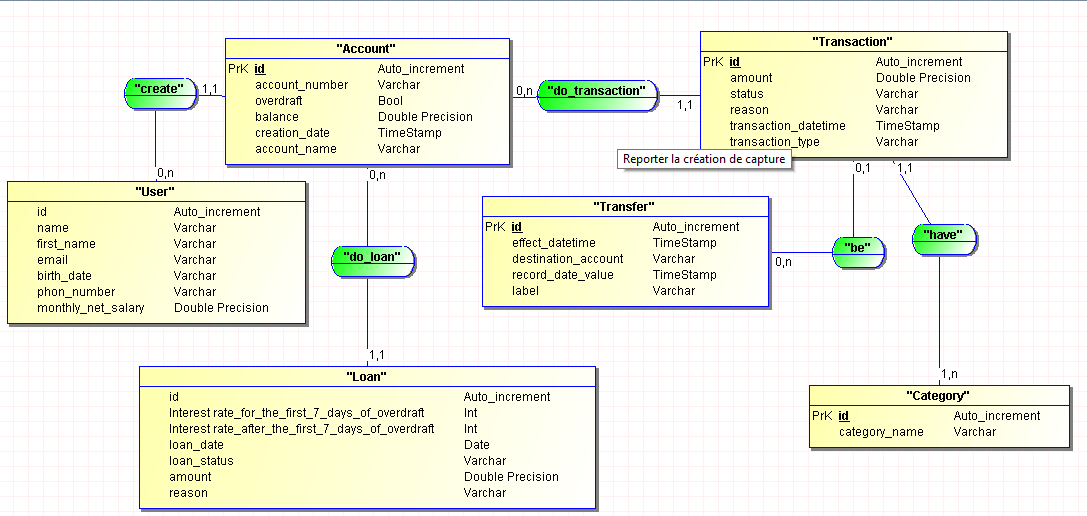 "Account"
PrK id Auto_increment
account_number Varchar
overdraft Bool
balance Double Precision
creation_date TimeStamp
account_name Varchar
"create"
1,1
0,n
"do_transaction"
1,1
"Transaction"
PrK id Auto_increment
amount Double Precision
status Varchar
reason Varchar
transaction_datetime TimeStamp
transaction_type Varchar
Reporter la création de capture
0,n
0,n
0,1
1,1
"User"
id Auto_increment
name Varchar
first_name Varchar
email Varchar
birth_date Varchar
phon_number Varchar
monthly_net_salary Double Precision
"do_loan"
"Transfer"
PrK id Auto_increment
effect_datetime TimeStamp
destination_account Varchar
record_date_value TimeStamp
label Varchar
0,n
"be"
"have"
1,1
1,n
"Loan"
id Auto_increment
Interest rate_for_the_first_7_days_of_overdraft Int
Interest rate_after_the_first_7_days_of_overdraft Int
loan_date Date
loan_status Varchar
amount Double Precision
reason Varchar
"Category"
PrK id Auto_increment
category_name Varchar